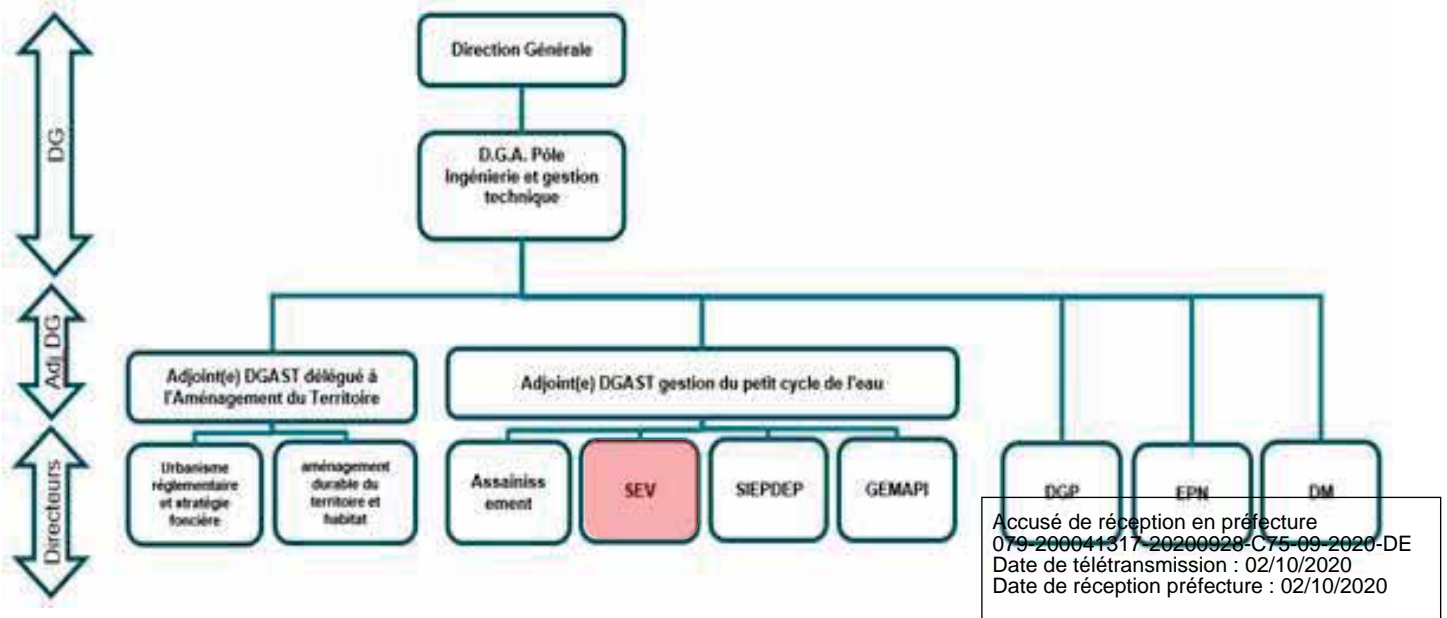 Direction Générale
DG
D.G.A. Pôle
Ingénierie et gestion
technique
Adj DG
Adjoint(e) DGAST délégué à
l'Aménagement du Territoire
Adjoint(e) DGAST gestion du petit cycle de l'eau
Directeurs
Urbanisme
réglementaire
et stratégie
foncière
aménagement
durable du
territoire et
habitat
Assainiss
ement
SEV
SIEPDEP
GEMAPI
DGP
EPN
DM
Accusé de réception en préfecture
079-200041317-20200928-C75-09-2020-DE
Date de télétransmission : 02/10/2020
Date de réception préfecture : 02/10/2020